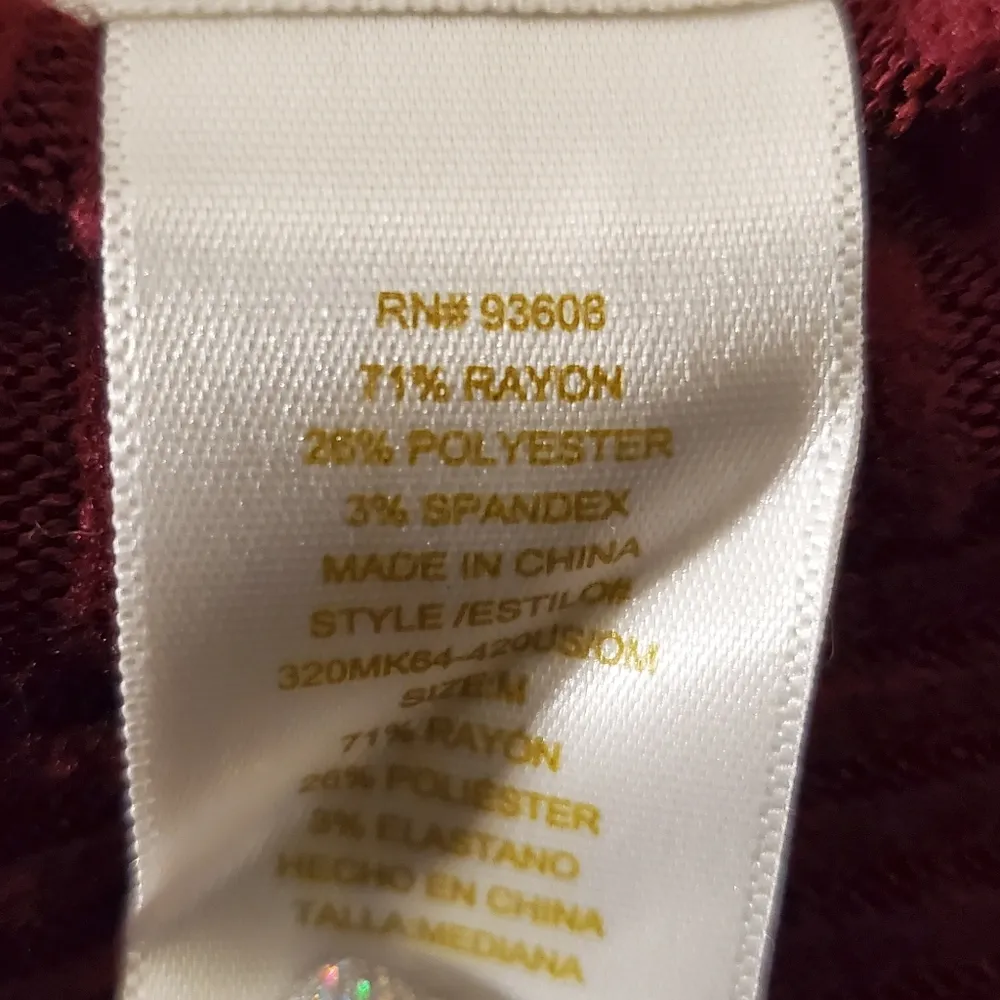 RN# 93608
71% RAYON
26% POLYESTER
3% SPANDEX
MADE IN CHINA
STYLE /ESTILO#
320MK64-420US/OM
SIZE:M
71% RAYON
26% POLIESTER
3% ELASTANO
HECHO EN CHINA
TALLA:MEDIANA